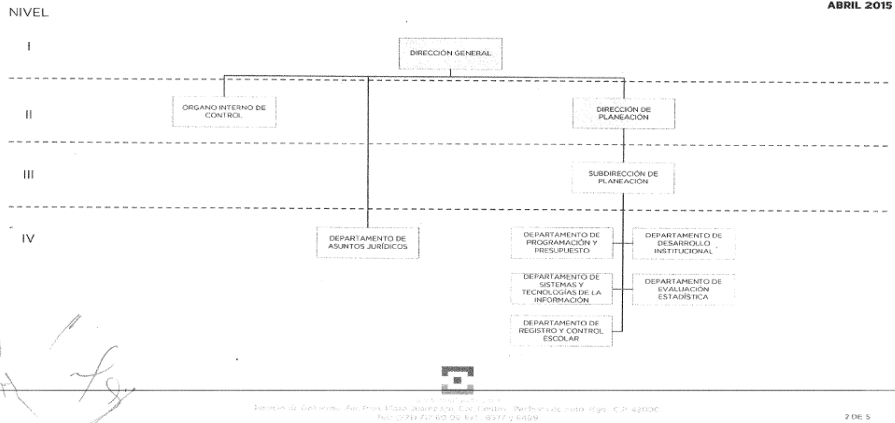 ABRIL 2015
NIVEL
I
DIRECCIÓN GENERAL
II
ÓRGANO INTERNO DE
CONTROL
DIRECCIÓN DE
PLANEACIÓN
III
SUBDIRECCIÓN DE
PLANEACIÓN
IV
DEPARTAMENTO DE
ASUNTOS JURÍDICOS
DEPARTAMENTO DE
PROGRAMACIÓN Y
PRESUPUESTO
DEPARTAMENTO DE
DESARROLLO
INSTITUCIONAL
DEPARTAMENTO DE
SISTEMAS Y
TECNOLOGÍAS DE LA
INFORMACIÓN
DEPARTAMENTO DE
EVALUACIÓN
ESTADÍSTICA
DEPARTAMENTO DE
REGISTRO Y CONTROL
ESCOLAR
2 DE 5